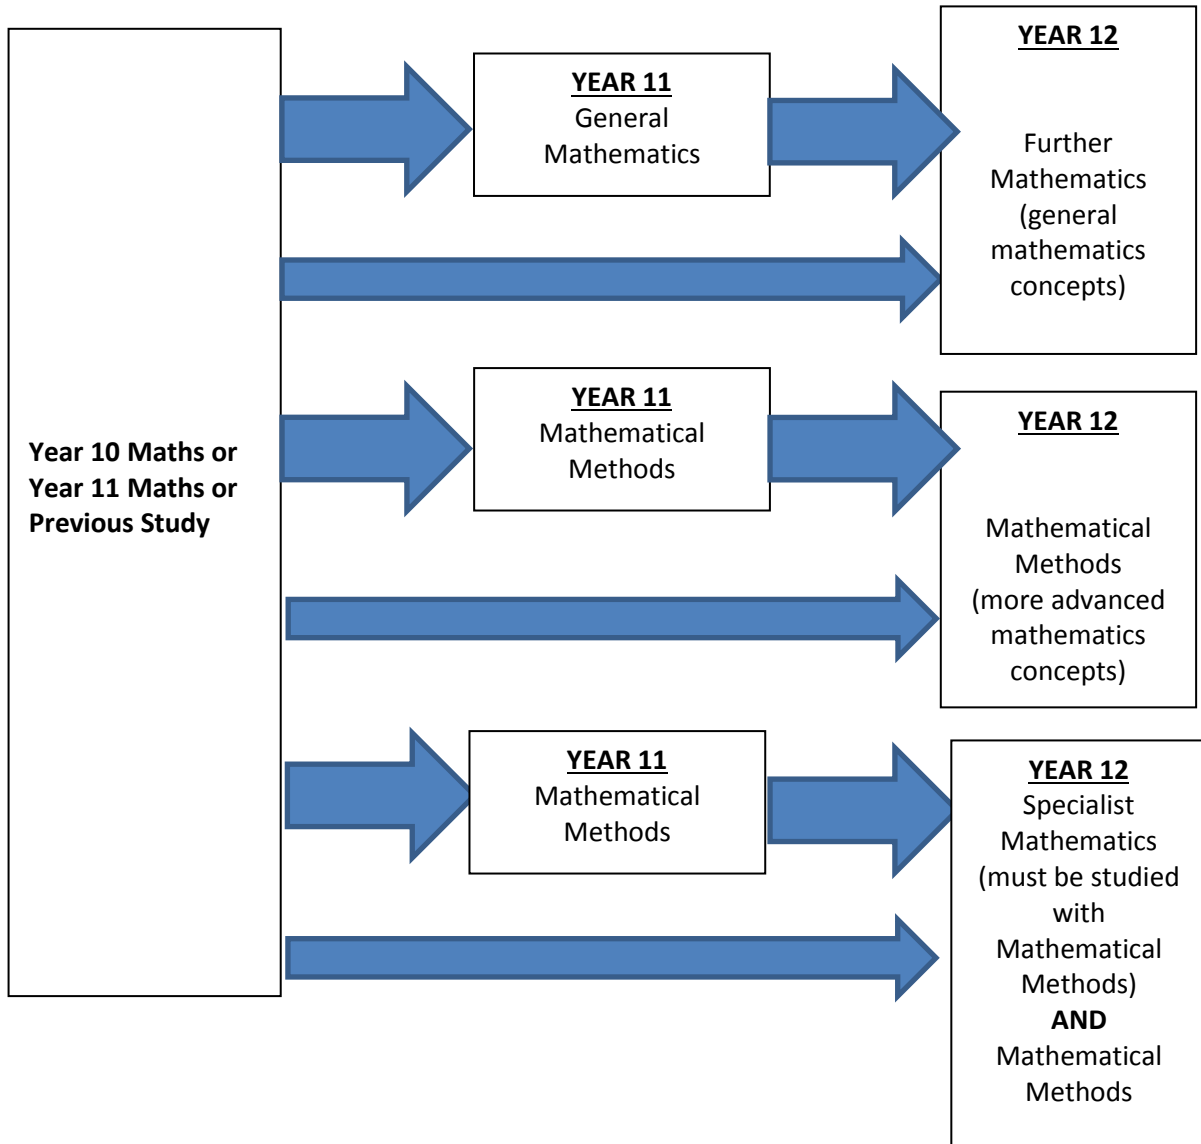 Year 10 Maths or
Year 11 Maths or
Previous Study
YEAR 11
General
Mathematics
YEAR 12
Further
Mathematics
(general
mathematics
concepts)
YEAR 11
Mathematical
Methods
YEAR 12
Mathematical
Methods
(more advanced
mathematics
concepts)
YEAR 11
Mathematical
Methods
YEAR 12
Specialist
Mathematics
(must be studied
with
Mathematical
Methods)
AND
Mathematical
Methods